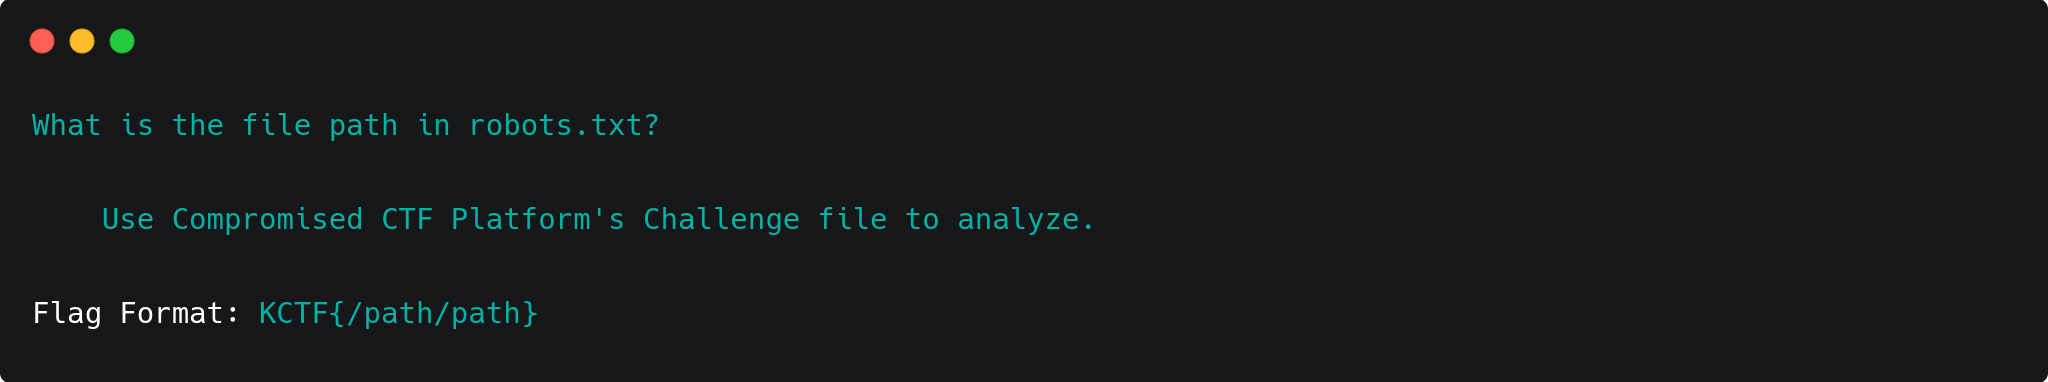 What is the file path in robots.txt?
Use Compromised CTF Platform's Challenge file to analyze.
Flag Format: KCTF{/path/path}